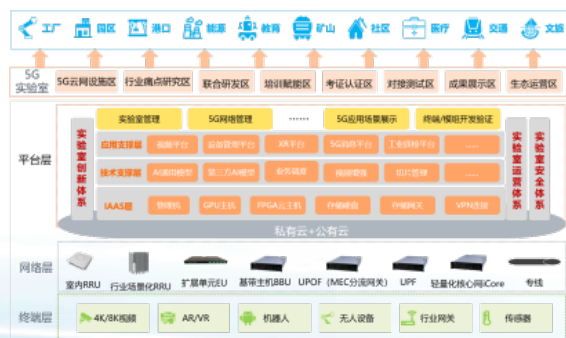 工厂 园区 港口 能源 教育 矿山 社区 医疗 交通 文旅
5G
实验室
5G云网设施区 行业痛点研究区 联合研发区 培训赋能区 考证认证区 对接测试区 成果展示区 生态运营区
平台层
实验室创新体系
实验室管理 5G网络管理 …… 5G应用场景展示 终端/模组开发验证
应用支撑层 视频平台 设备管理平台 XR平台 5G消息平台 工业质检平台 ……
技术支撑层 AI通用模型 第三方AI模型 业务调度 切片管理 ……
IAAS层 物理机 GPU主机 FPGA云主机 存储网关 VPN连接
实验室运营体系
实验室安全体系
私有云+公有云
网络层
室内RRU 行业场景化RRU 扩展单元EU 基带主机BBU UPOF（MEC分流网关） UPF 轻量化核心网iCore 专线
终端层
4K/8K视频 AR/VR 机器人 无人设备 行业网关 传感器